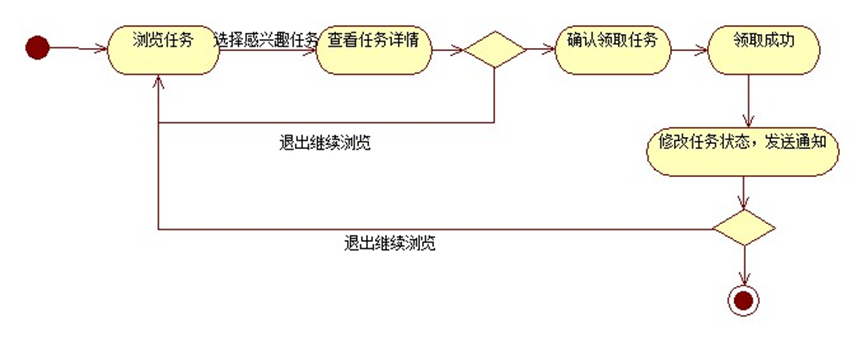 浏览任务
选择感兴趣任务
查看任务详情
确认领取任务
领取成功
修改任务状态，发送通知
退出继续浏览
退出继续浏览